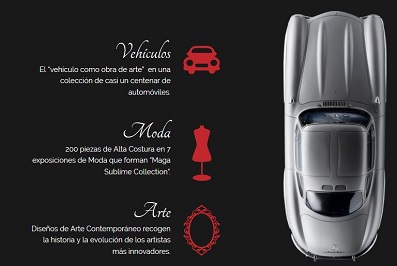 Vehículos
El "vehículo como obra de arte" en una
colección de casi un centenar de
automóviles.
Moda
200 piezas de Alta Costura en 7
exposiciones de Moda que forman "Maga
Sublime Collection".
Arte
Diseños de Arte Contemporáneo recogen
la historia y la evolución de los artistas
más innovadores.